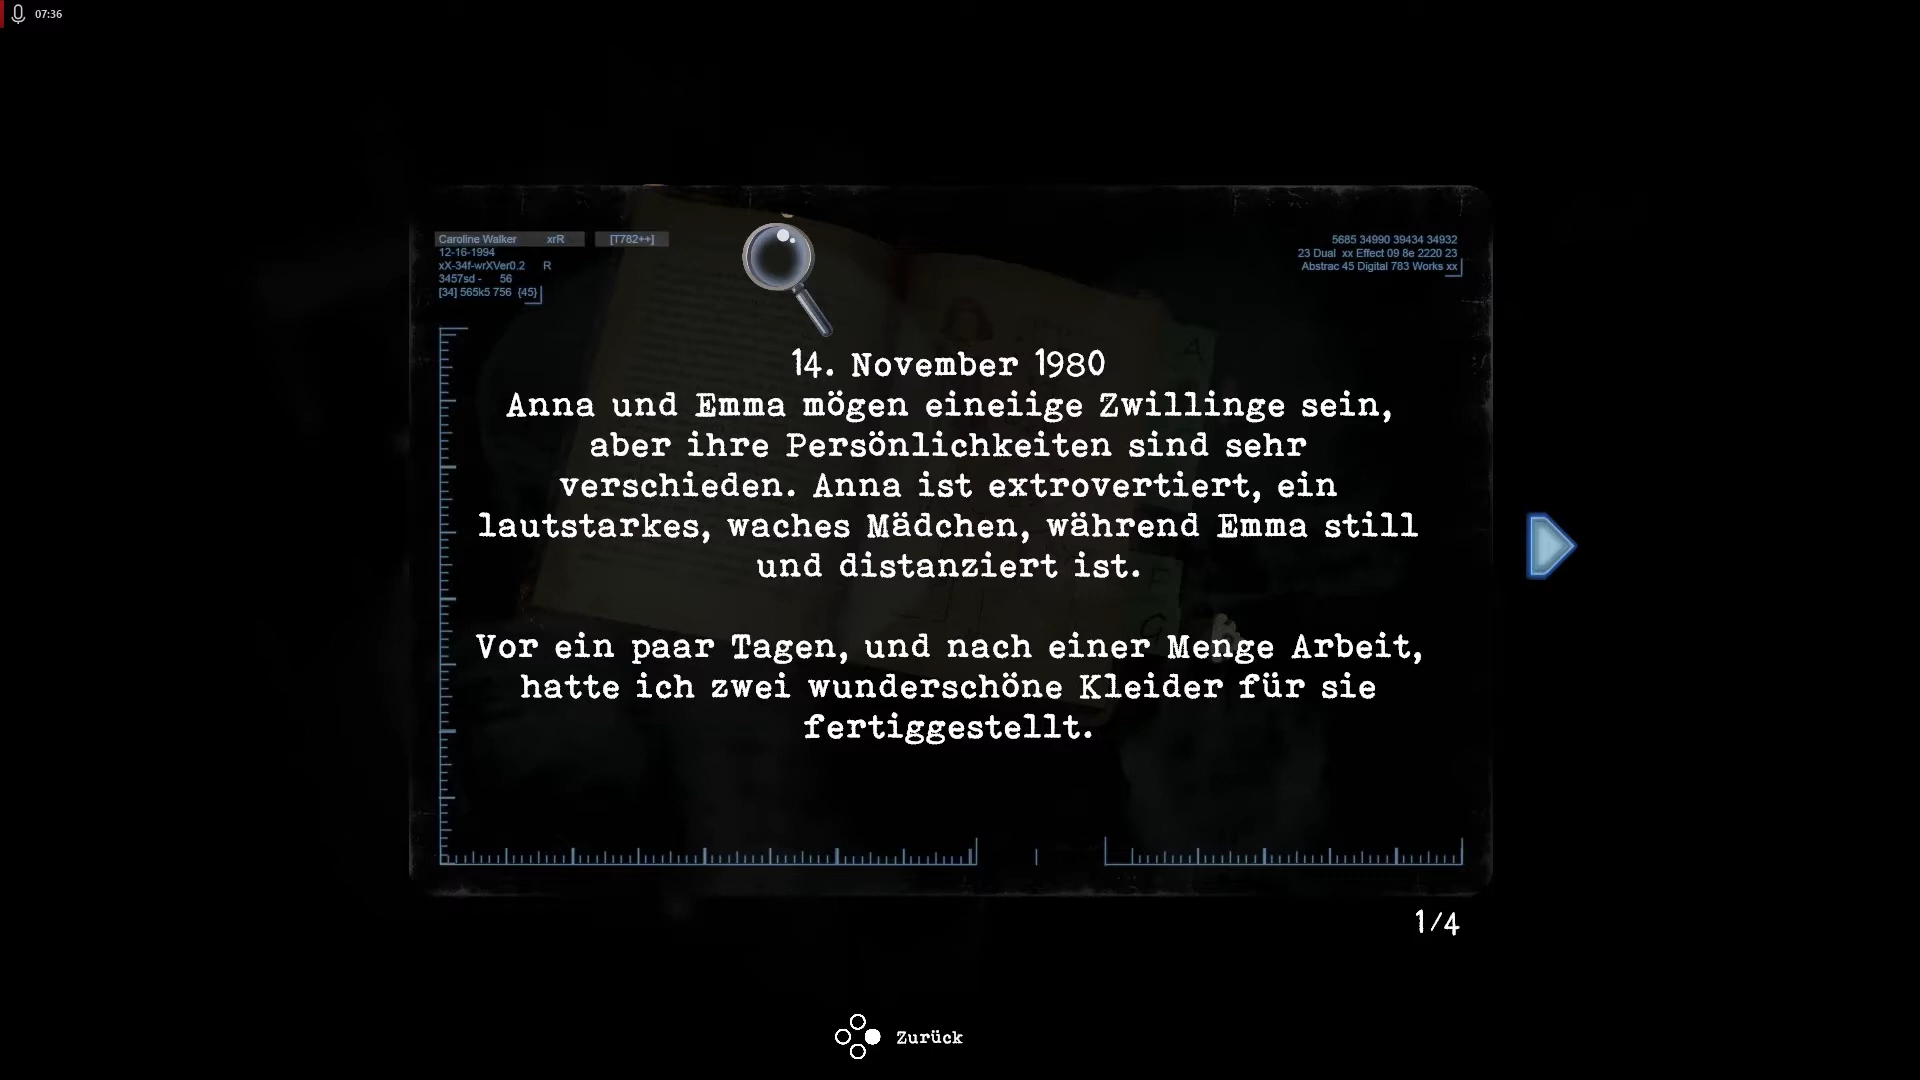 07:36
Caroline Walker xrR [T782++]
12-16-1994
xX-34f-wrXVer0.2 R
3457sd - 56
[34] 565k5 756 {45}
5685 34990 39434 34932
23 Dual xx Effect 09 8e 2220 23
Abstrac 45 Digital 783 Works xx
14. November 1980
Anna und Emma mögen eineiige Zwillinge sein,
aber ihre Persönlichkeiten sind sehr
verschieden. Anna ist extrovertiert, ein
lautstarkes, waches Mädchen, während Emma still
und distanziert ist.
Vor ein paar Tagen, und nach einer Menge Arbeit,
hatte ich zwei wunderschöne Kleider für sie
fertiggestellt.
1/4
Zurück